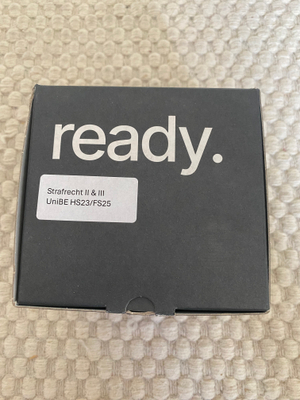 ready.
Strafrecht II & III
UniBE HS23/FS25